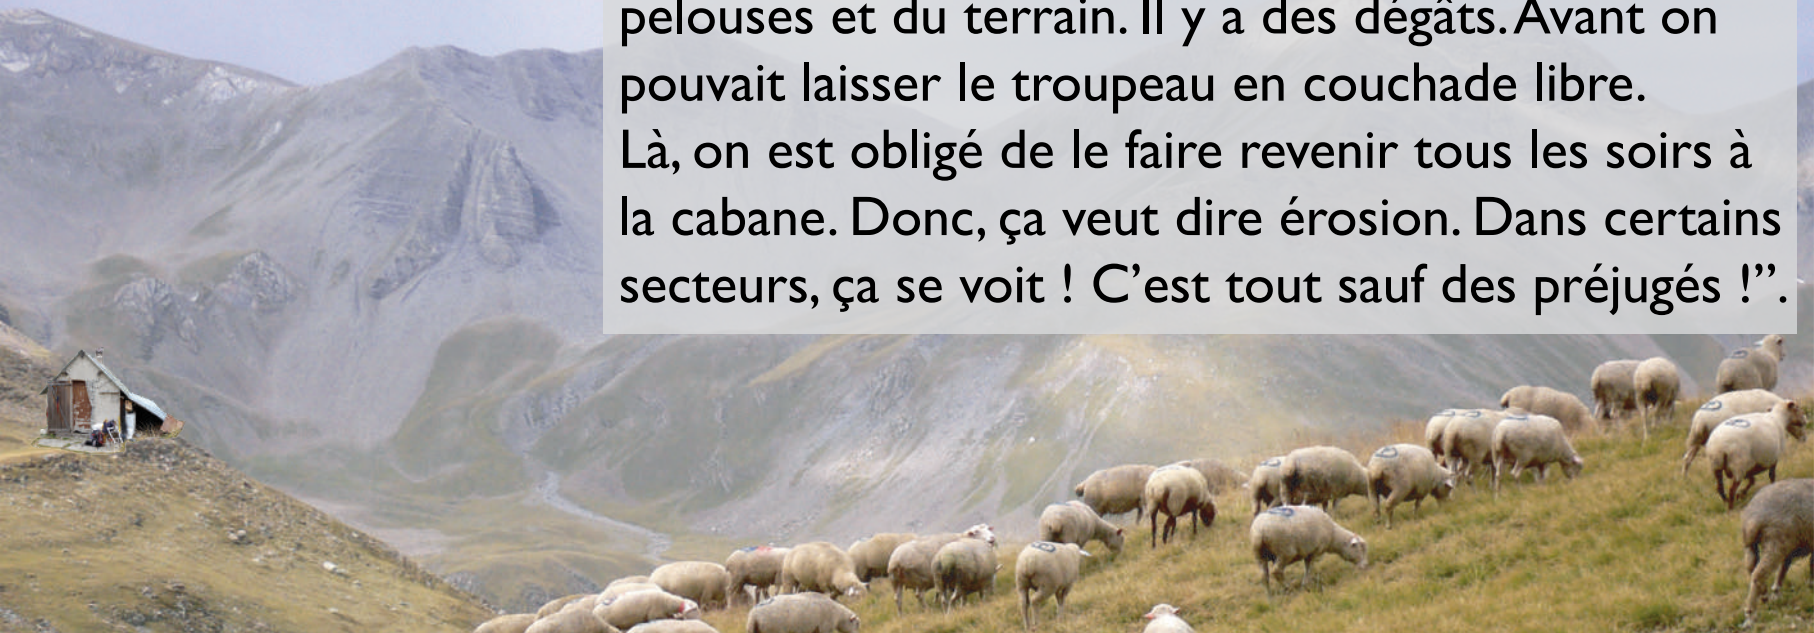 pelouses et du terrain. Il y a des dégâts. Avant on
pouvait laisser le troupeau en couchade libre.
Là, on est obligé de le faire revenir tous les soirs à
la cabane. Donc, ça veut dire érosion. Dans certains
secteurs, ça se voit ! C’est tout sauf des préjugés !”.